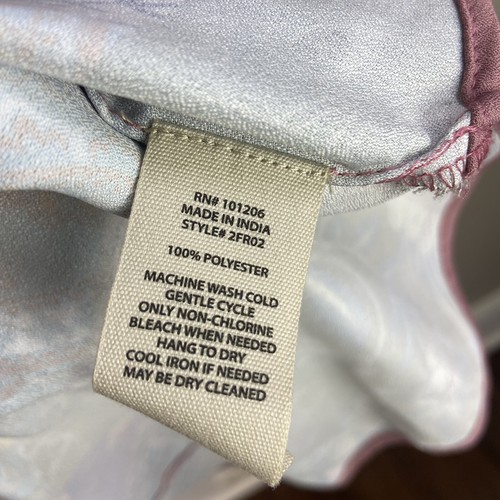 RN# 101206
MADE IN INDIA
STYLE# 2FR02
100% POLYESTER
MACHINE WASH COLD
GENTLE CYCLE
ONLY NON-CHLORINE
BLEACH WHEN NEEDED
HANG TO DRY
COOL IRON IF NEEDED
MAY BE DRY CLEANED